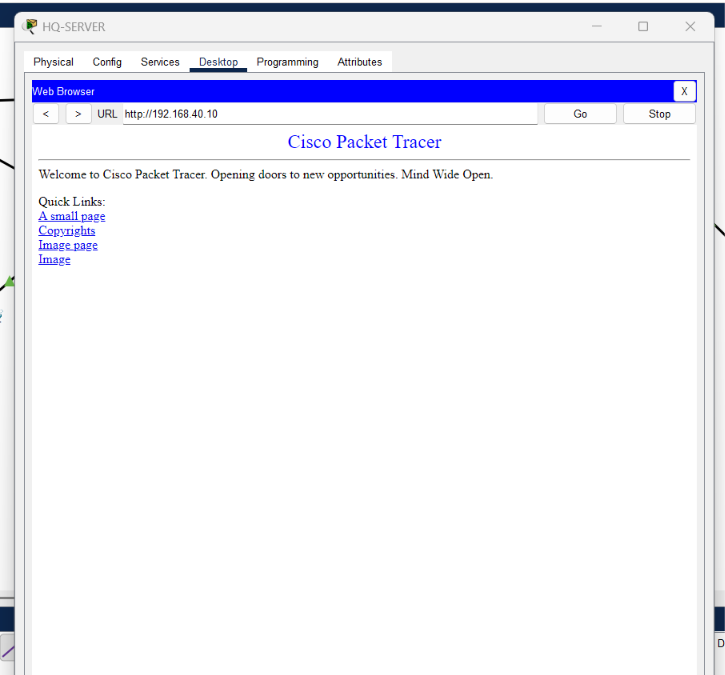 HQ-SERVER
Physical Config Services Desktop Programming Attributes
Web Browser X
< > URL http://192.168.40.10 Go Stop
Cisco Packet Tracer
Welcome to Cisco Packet Tracer. Opening doors to new opportunities. Mind Wide Open.
Quick Links:
A small page
Copyrights
Image page
Image
D